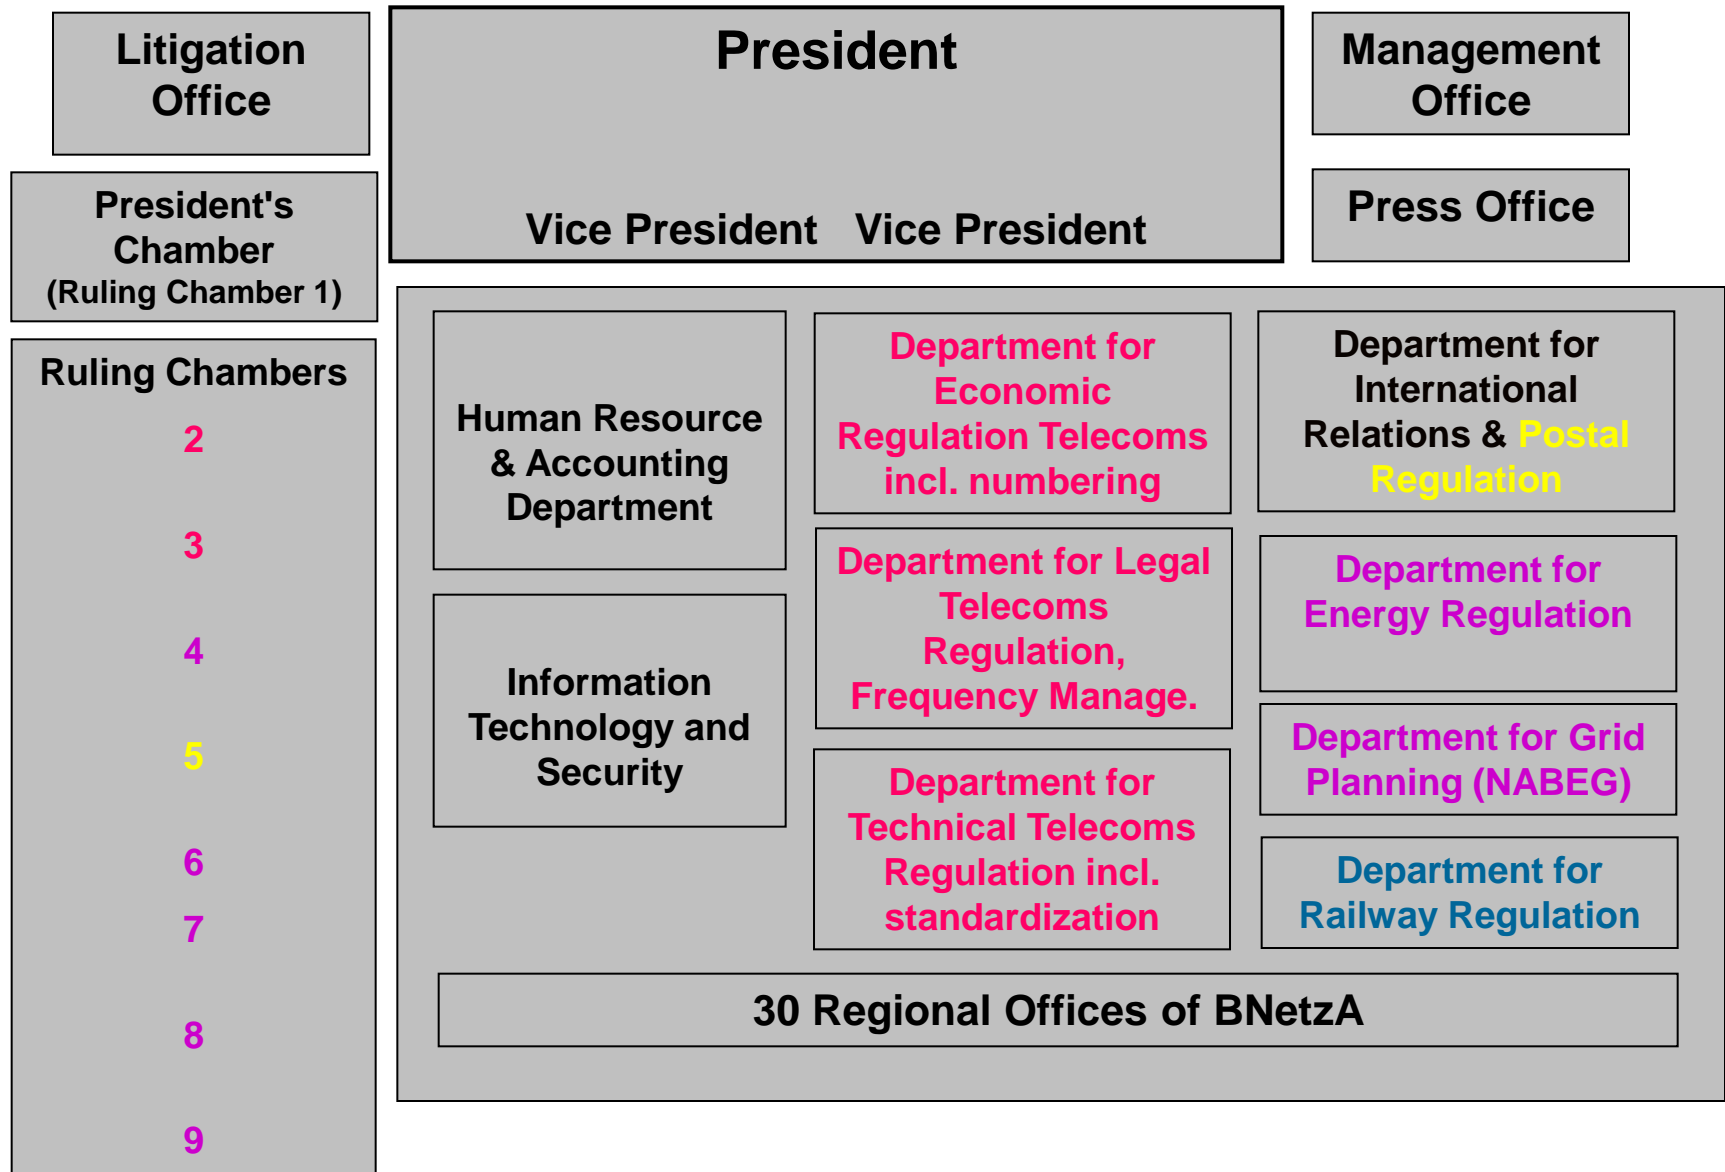 Litigation
Office
President
Vice President   Vice President
Management
Office
Press Office
President's
Chamber
(Ruling Chamber 1)
Ruling Chambers
2
3
4
5
6
7
8
9
Human Resource
& Accounting
Department
Information
Technology and
Security
Department for
Economic
Regulation Telecoms
incl. numbering
Department for Legal
Telecoms
Regulation,
Frequency Manage.
Department for
Technical Telecoms
Regulation incl.
standardization
Department for
International
Relations & Postal
Regulation
Department for
Energy Regulation
Department for Grid
Planning (NABEG)
Department for
Railway Regulation
30 Regional Offices of BNetzA